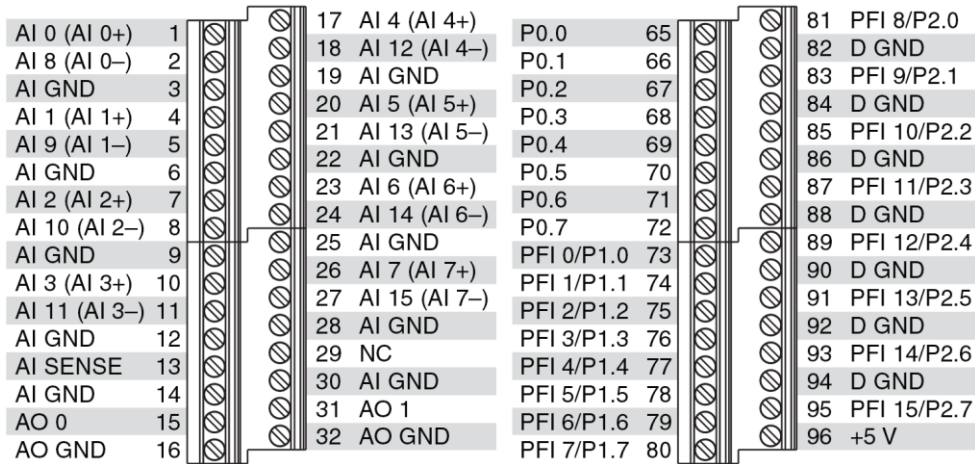 AI 0 (AI 0+) 1
AI 8 (AI 0–) 2
AI GND 3
AI 1 (AI 1+) 4
AI 9 (AI 1–) 5
AI GND 6
AI 2 (AI 2+) 7
AI 10 (AI 2–) 8
AI GND 9
AI 3 (AI 3+) 10
AI 11 (AI 3–) 11
AI GND 12
AI SENSE 13
AI GND 14
AO 0 15
AO GND 16
17 AI 4 (AI 4+)
18 AI 12 (AI 4–)
19 AI GND
20 AI 5 (AI 5+)
21 AI 13 (AI 5–)
22 AI GND
23 AI 6 (AI 6+)
24 AI 14 (AI 6–)
25 AI GND
26 AI 7 (AI 7+)
27 AI 15 (AI 7–)
28 AI GND
29 NC
30 AI GND
31 AO 1
32 AO GND
P0.0 65
P0.1 66
P0.2 67
P0.3 68
P0.4 69
P0.5 70
P0.6 71
P0.7 72
PFI 0/P1.0 73
PFI 1/P1.1 74
PFI 2/P1.2 75
PFI 3/P1.3 76
PFI 4/P1.4 77
PFI 5/P1.5 78
PFI 6/P1.6 79
PFI 7/P1.7 80
81 PFI 8/P2.0
82 D GND
83 PFI 9/P2.1
84 D GND
85 PFI 10/P2.2
86 D GND
87 PFI 11/P2.3
88 D GND
89 PFI 12/P2.4
90 D GND
91 PFI 13/P2.5
92 D GND
93 PFI 14/P2.6
94 D GND
95 PFI 15/P2.7
96 +5 V